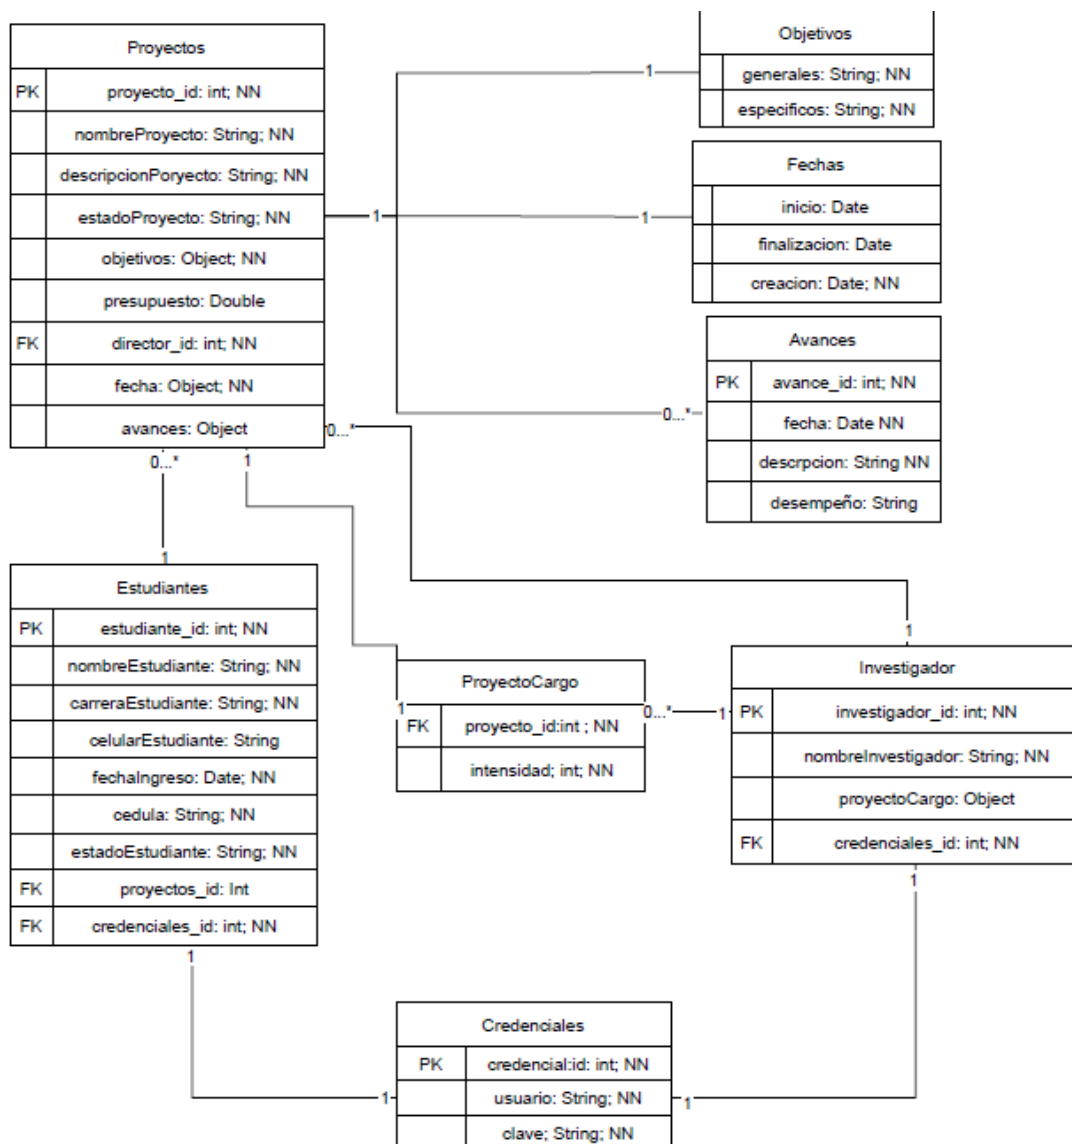 Proyectos
PK proyecto_id: int; NN
nombreProyecto: String; NN
descripcionPoryecto: String; NN
estadoProyecto: String; NN
objetivos: Object; NN
presupuesto: Double
FK director_id: int; NN
fecha: Object; NN
avances: Object
Objetivos
generales: String; NN
especificos: String; NN
Fechas
inicio: Date
finalizacion: Date
creacion: Date; NN
Avances
PK avance_id: int; NN
fecha: Date NN
descrpcion: String NN
desempeño: String
1
1
1
0...*
0...*
0...*
1
1
1
Estudiantes
PK estudiante_id: int; NN
nombreEstudiante: String; NN
carreraEstudiante: String; NN
celularEstudiante: String
fechaIngreso: Date; NN
cedula: String; NN
estadoEstudiante: String; NN
FK proyectos_id: Int
FK credenciales_id: int; NN
ProyectoCargo
FK proyecto_id:int ; NN
intensidad; int; NN
1
0...*
1
Investigador
PK investigador_id: int; NN
nombreInvestigador: String; NN
proyectoCargo: Object
FK credenciales_id: int; NN
1
1
Credenciales
PK credencial:id: int; NN
usuario: String; NN
clave; String; NN
1
1